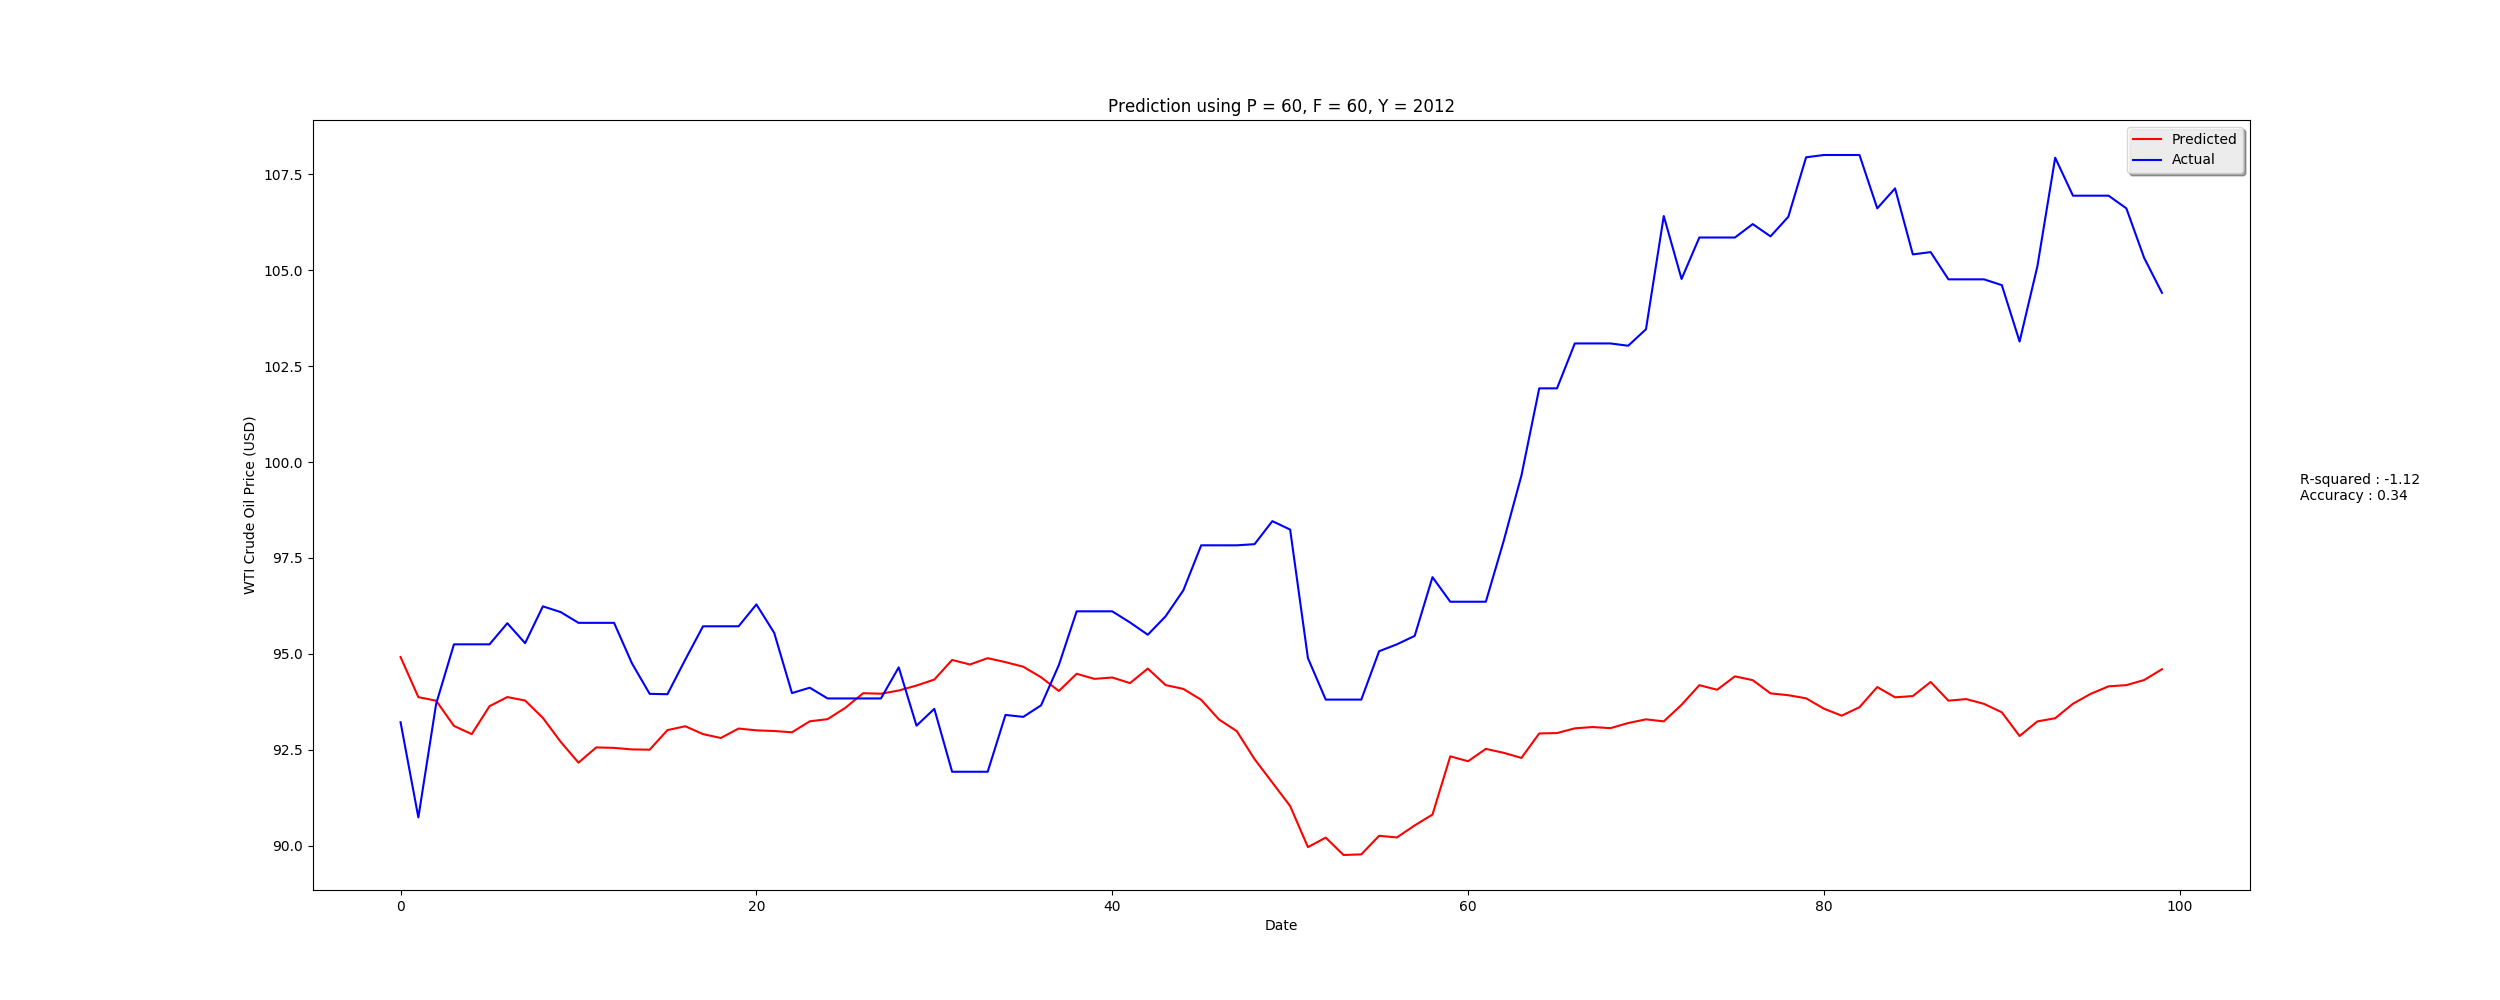 Prediction using P = 60, F = 60, Y = 2012
Predicted
Actual
107.5
105.0
102.5
100.0
97.5
95.0
92.5
90.0
WTI Crude Oil Price (USD)
R-squared : -1.12
Accuracy : 0.34
0 20 40 60 80 100
Date